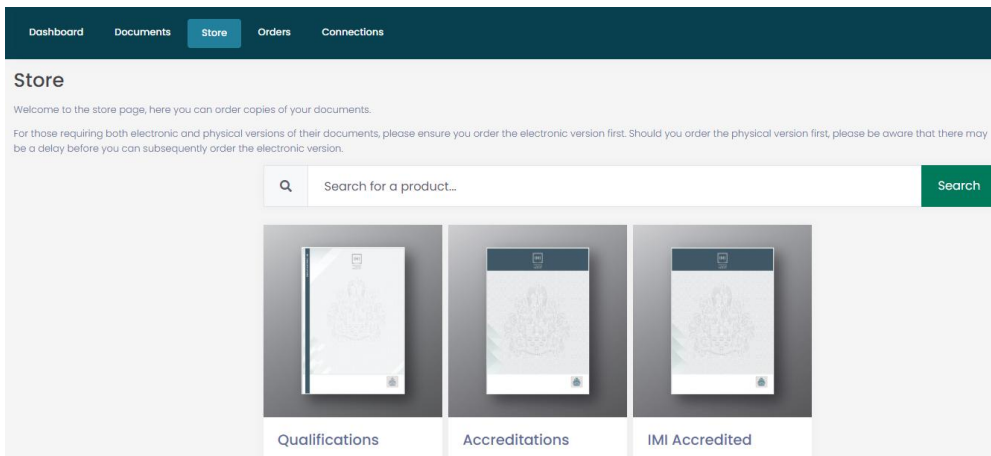 Dashboard Documents Store Orders Connections
Store
Welcome to the store page, here you can order copies of your documents.
For those requiring both electronic and physical versions of their documents, please ensure you order the electronic version first. Should you order the physical version first, please be aware that there may
be a delay before you can subsequently order the electronic version.
Search for a product... Search
Qualifications Accreditations IMI Accredited